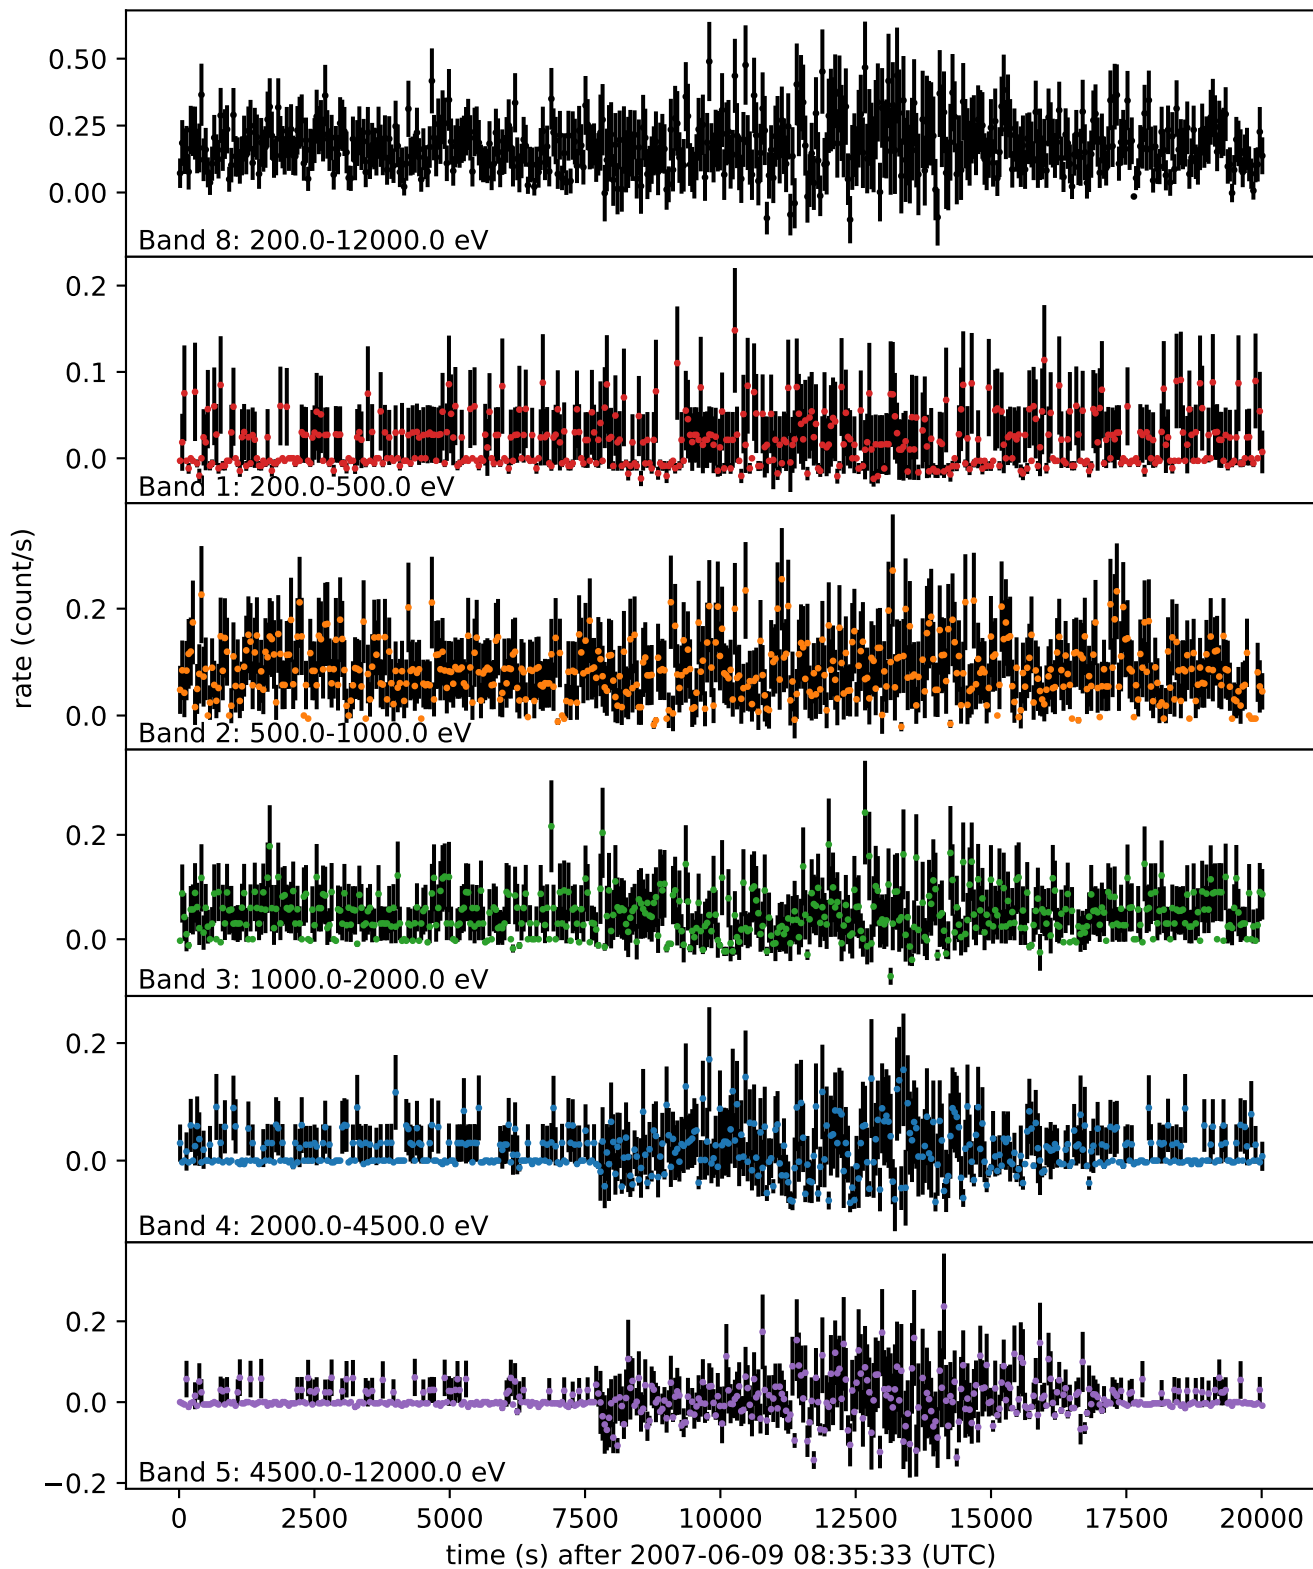 0.50
0.25
0.00
Band 8: 200.0-12000.0 eV
0.2
0.1
0.0
Band 1: 200.0-500.0 eV
rate (count/s)
0.2
0.0
Band 2: 500.0-1000.0 eV
0.2
0.0
Band 3: 1000.0-2000.0 eV
0.2
0.0
Band 4: 2000.0-4500.0 eV
0.2
0.0
−0.2
Band 5: 4500.0-12000.0 eV
0 2500 5000 7500 10000 12500 15000 17500 20000
time (s) after 2007-06-09 08:35:33 (UTC)